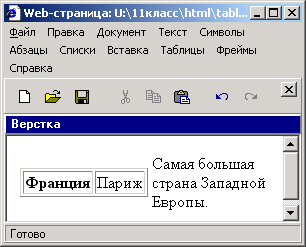 Web-страница: U:\11класс\html\tabl...
Файл Правка Документ Текст Символы
Абзацы Списки Вставка Таблицы Фреймы
Справка
Верстка
Франция Париж
Самая большая
страна Западной
Европы.
Готово